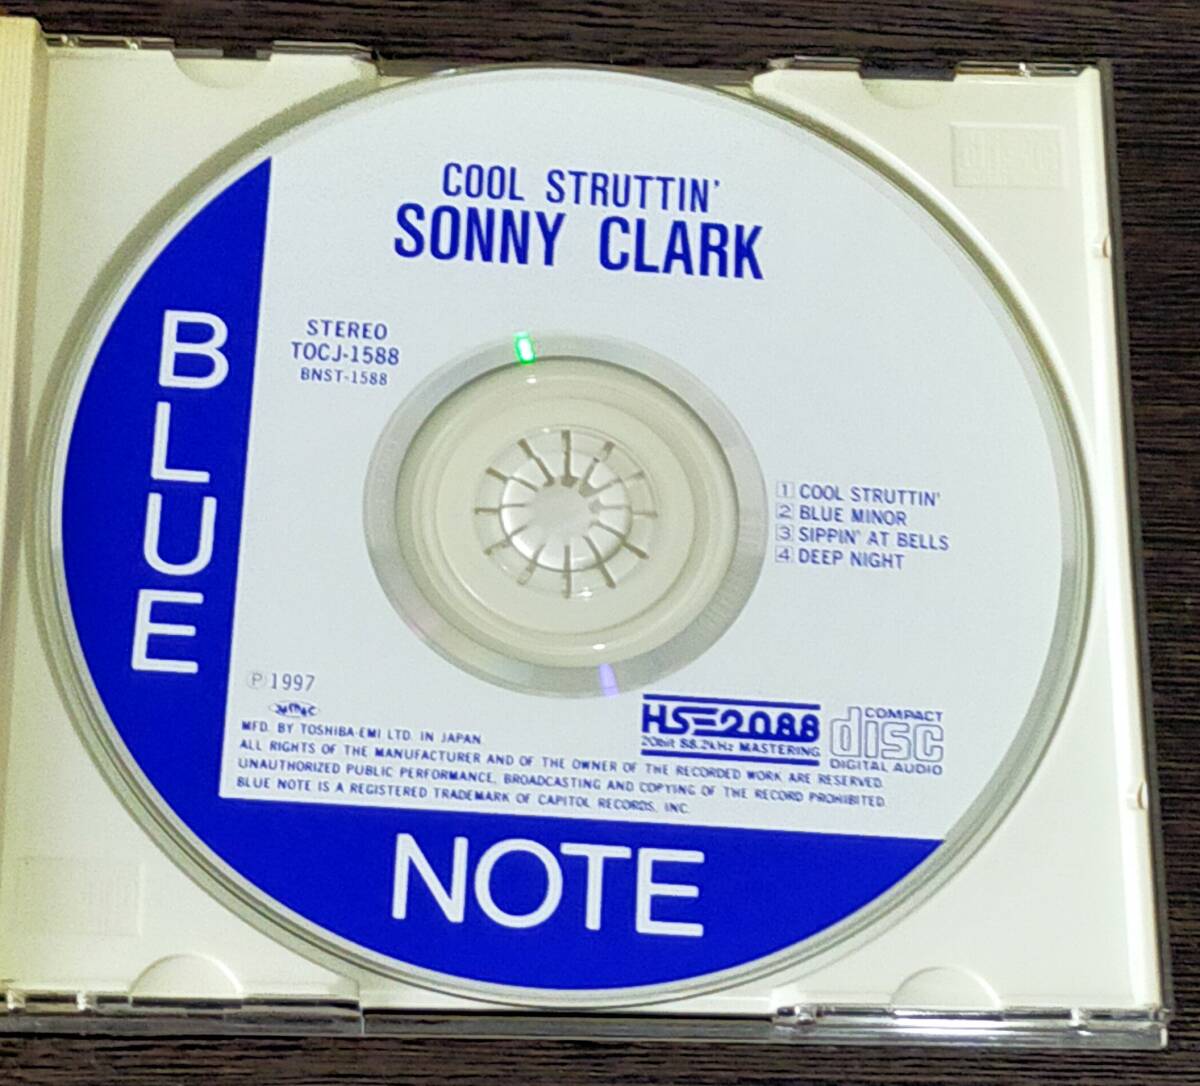 COOL STRUTTIN'
SONNY CLARK
STEREO
TOCJ-1588
BNST-1588
BLUE
1 COOL STRUTTIN'
2 BLUE MINOR
3 SIPPIN' AT BELLS
4 DEEP NIGHT
Ⓟ1997
HS2088
20bit 88.2kHz MASTERING
COMPACT
disc
DIGITAL AUDIO
MFD. BY TOSHIBA-EMI LTD. IN JAPAN
ALL RIGHTS OF THE MANUFACTURER AND OF THE OWNER OF THE RECORDED WORK ARE RESERVED.
UNAUTHORIZED PUBLIC PERFORMANCE, BROADCASTING AND COPYING OF THE RECORD PROHIBITED.
BLUE NOTE IS A REGISTERED TRADEMARK OF CAPITOL RECORDS, INC.
NOTE